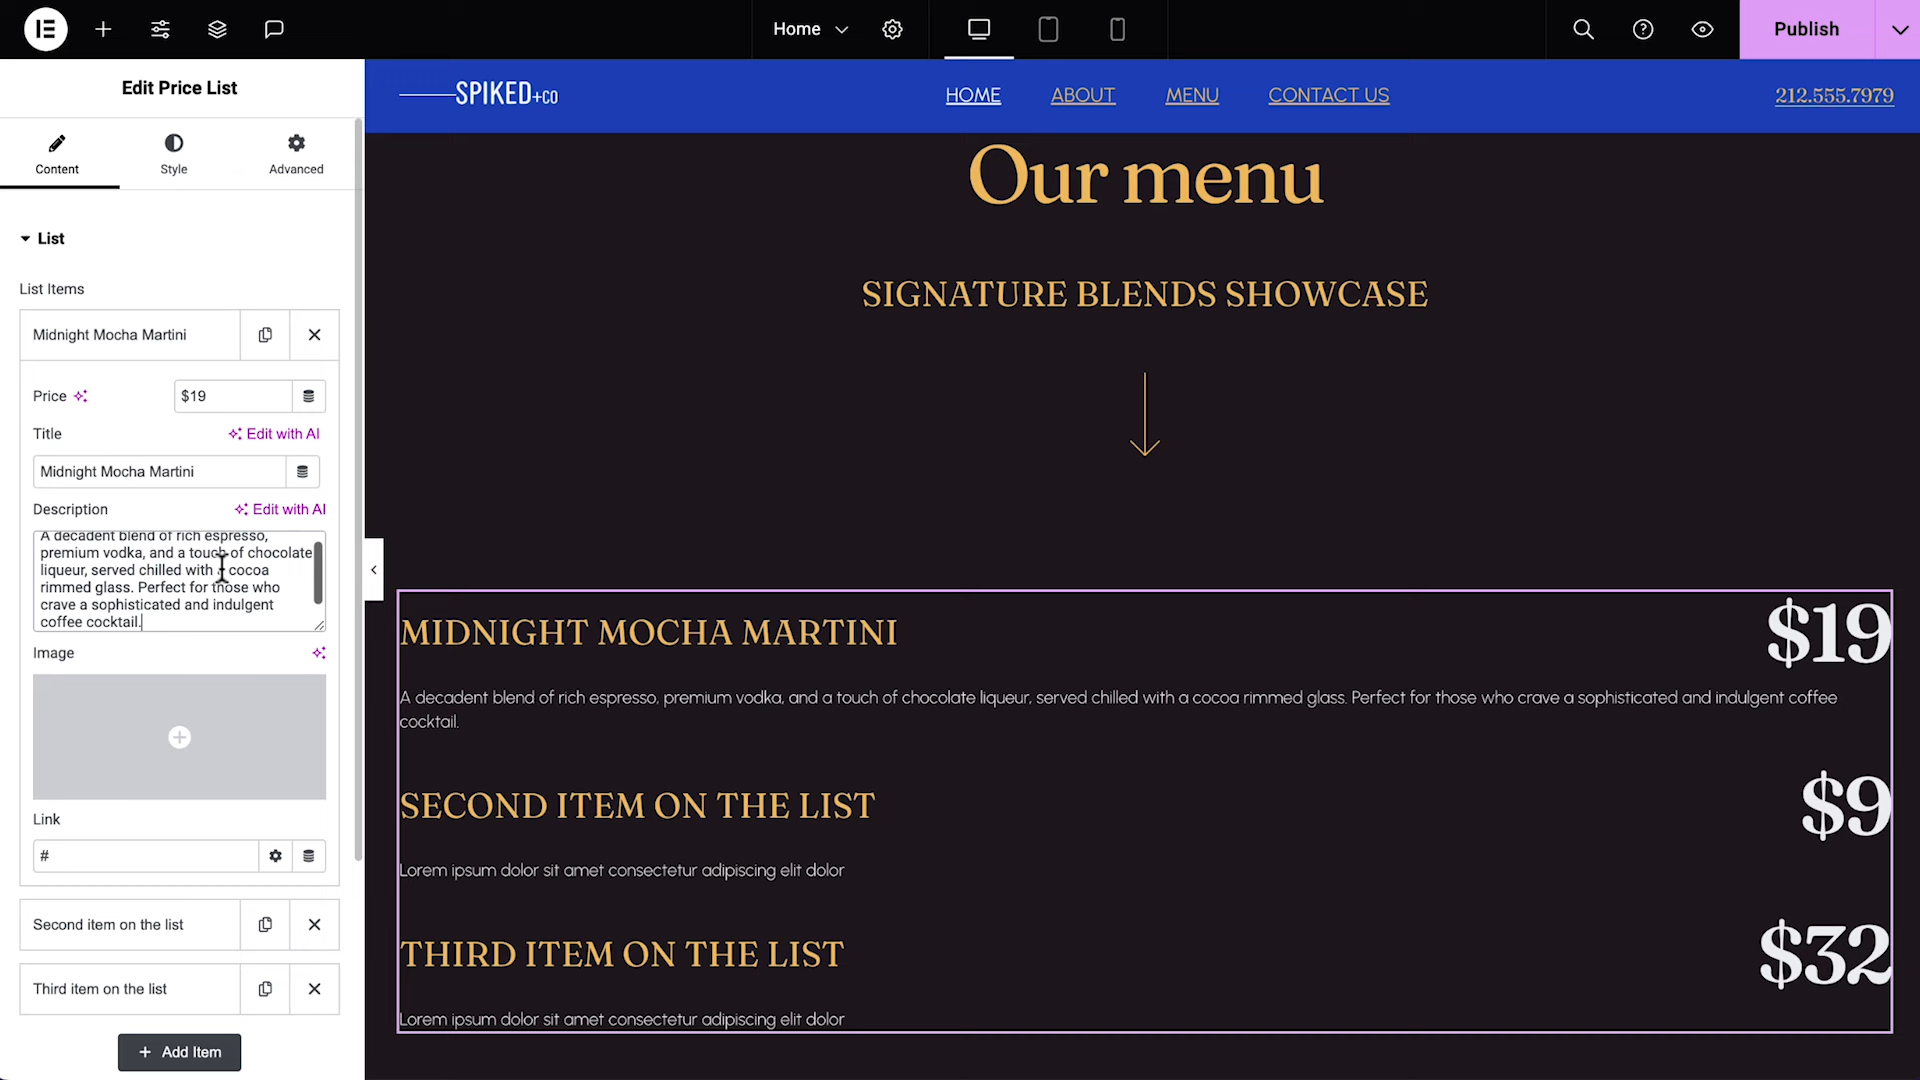 Home
Publish
Edit Price List
Content
Style
Advanced
List
List Items
Midnight Mocha Martini
Price
$19
Title
Edit with AI
Midnight Mocha Martini
Description
Edit with AI
A decadent blend of rich espresso,
premium vodka, and a touch of chocolate
liqueur, served chilled with a cocoa
rimmed glass. Perfect for those who
crave a sophisticated and indulgent
coffee cocktail.
Image
Link
#
Second item on the list
Third item on the list
+ Add Item
SPIKED+CO
HOME
ABOUT
MENU
CONTACT US
212.555.7979
Our menu
SIGNATURE BLENDS SHOWCASE
MIDNIGHT MOCHA MARTINI
$19
A decadent blend of rich espresso, premium vodka, and a touch of chocolate liqueur, served chilled with a cocoa rimmed glass. Perfect for those who crave a sophisticated and indulgent coffee
cocktail.
SECOND ITEM ON THE LIST
$9
Lorem ipsum dolor sit amet consectetur adipiscing elit dolor
THIRD ITEM ON THE LIST
$32
Lorem ipsum dolor sit amet consectetur adipiscing elit dolor